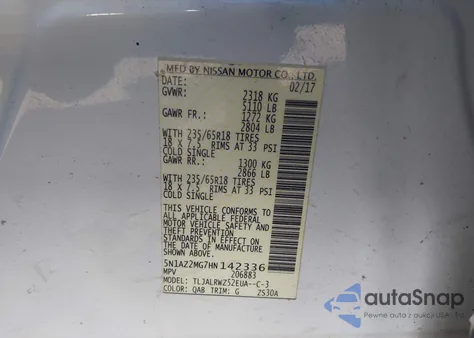 MFD BY NISSAN MOTOR CO., LTD.
DATE: 02/17
GVWR: 2318 KG
5110 LB
GAWR FR.: 1272 KG
2804 LB
WITH 235/65R18 TIRES
18 X 7.5 RIMS AT 33 PSI
COLD SINGLE
GAWR RR.: 1300 KG
2866 LB
WITH 235/65R18 TIRES
18 X 7.5 RIMS AT 33 PSI
COLD SINGLE
THIS VEHICLE CONFORMS TO
ALL APPLICABLE FEDERAL
MOTOR VEHICLE SAFETY
STANDARDS IN EFFECT ON THE
DATE OF MANUFACTURE SHOWN
ABOVE.
5N1AZ2MG7HN142336
MPV 206883
MODEL: TLJALRWZ52EUA--C-3
COLOR: QAB TRIM: G 2S30A
autoSnap
Pewne auto z USA i